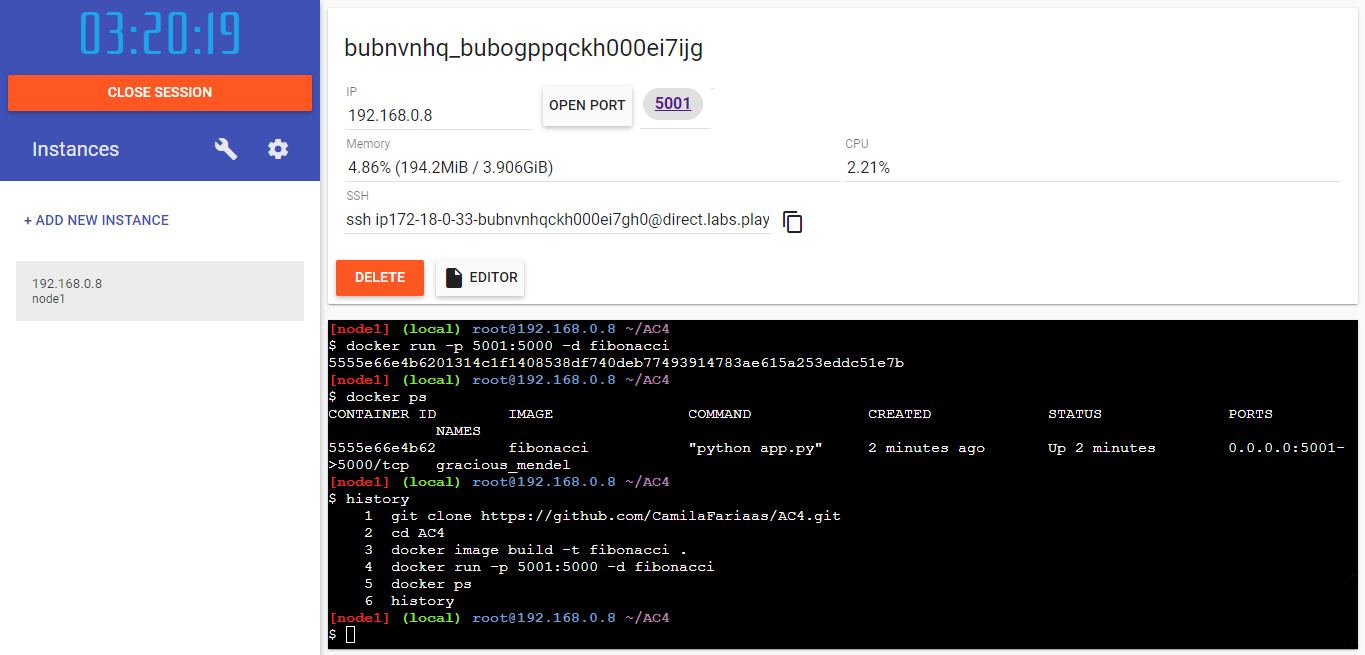 03:20:19
CLOSE SESSION
Instances
+ ADD NEW INSTANCE
192.168.0.8
node1
bubnvnhq_bubogppqckh000ei7ijg
IP
192.168.0.8
OPEN PORT
5001
Memory
4.86% (194.2MiB / 3.906GiB)
CPU
2.21%
SSH
ssh ip172-18-0-33-bubnvnhqckh000ei7gh0@direct.labs.play
DELETE
EDITOR
[node1] (local) root@192.168.0.8 ~/AC4
$ docker run -p 5001:5000 -d fibonacci
5555e66e4b6201314c1f1408538df740deb77493914783ae615a253eddc51e7b
[node1] (local) root@192.168.0.8 ~/AC4
$ docker ps
CONTAINER ID        IMAGE               COMMAND             CREATED             STATUS              PORTS
            NAMES
5555e66e4b62        fibonacci           "python app.py"     2 minutes ago       Up 2 minutes        0.0.0.0:5001-
>5000/tcp   gracious_mendel
[node1] (local) root@192.168.0.8 ~/AC4
$ history
    1  git clone https://github.com/CamilaFariaas/AC4.git
    2  cd AC4
    3  docker image build -t fibonacci .
    4  docker run -p 5001:5000 -d fibonacci
    5  docker ps
    6  history
[node1] (local) root@192.168.0.8 ~/AC4
$